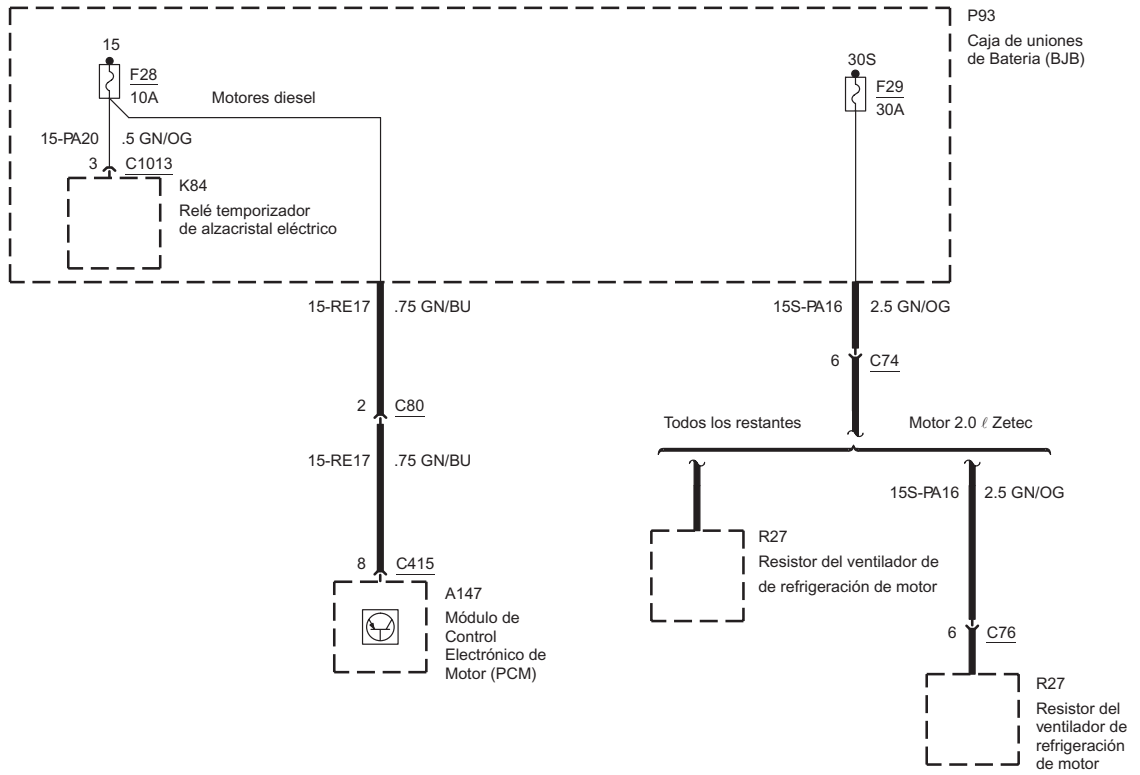 P93
Caja de uniones
de Bateria (BJB)
15
F28
10A
Motores diesel
30S
F29
30A
15-PA20 .5 GN/OG
3 C1013
K84
Relé temporizador
de alzacristal eléctrico
15-RE17 .75 GN/BU
15S-PA16 2.5 GN/OG
6 C74
2 C80
Todos los restantes
Motor 2.0 ℓ Zetec
15-RE17 .75 GN/BU
15S-PA16 2.5 GN/OG
R27
Resistor del ventilador de
de refrigeración de motor
8 C415
A147
Módulo de
Control
Electrónico de
Motor (PCM)
6 C76
R27
Resistor del
ventilador de
refrigeración
de motor